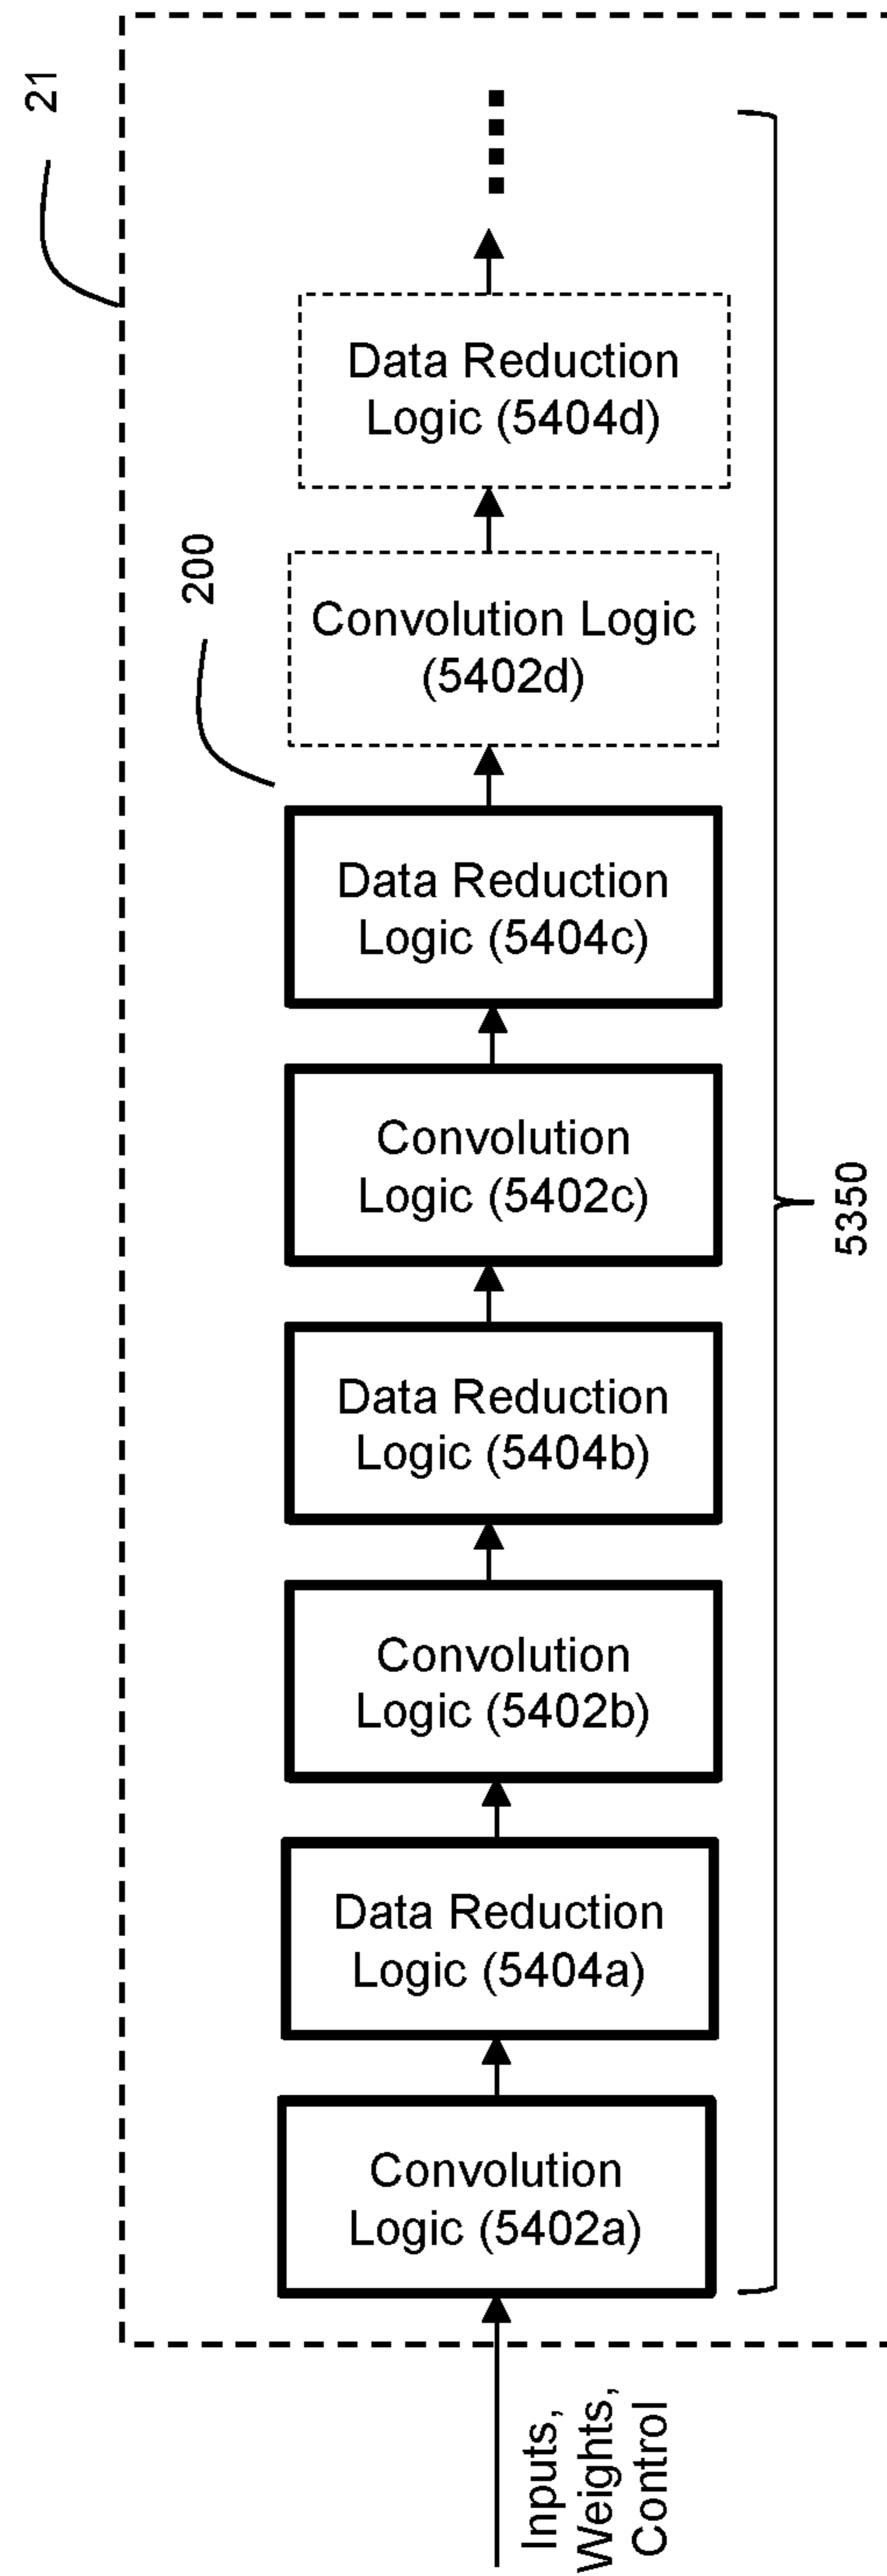 21
Data Reduction
Logic (5404d)
200
Convolution Logic
(5402d)
Data Reduction
Logic (5404c)
Convolution
Logic (5402c)
5350
Data Reduction
Logic (5404b)
Convolution
Logic (5402b)
Data Reduction
Logic (5404a)
Convolution
Logic (5402a)
Inputs,
Weights,
Control